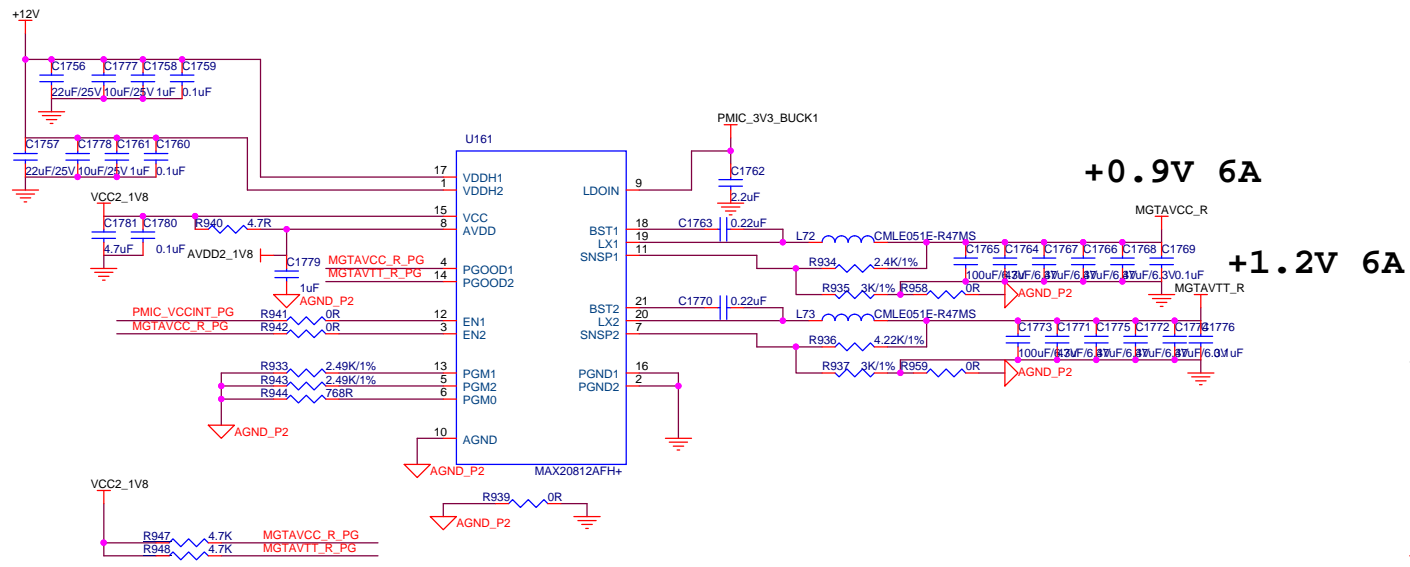 +12V
C1756 C1777 C1758 C1759
22uF/25V 10uF/25V 1uF 0.1uF
C1757 C1778 C1761 C1760
22uF/25V 10uF/25V 1uF 0.1uF
VCC2_1V8
C1781 C1780 R940 4.7R
4.7uF 0.1uF
AVDD2_1V8
C1779
1uF
AGND_P2
MGTAVCC_R_PG
MGTAVTT_R_PG
PMIC_VCCINT_PG
R941 0R
MGTAVCC_R_PG
R942 0R
R933 2.49K/1%
R943 2.49K/1%
R944 768R
AGND_P2
AGND_P2
U161
17 VDDH1
1 VDDH2
15 VCC
8 AVDD
4 PGOOD1
14 PGOOD2
12 EN1
3 EN2
13 PGM1
5 PGM2
6 PGM0
10 AGND
LDOIN 9
BST1 18
LX1 19
SNSP1 11
BST2 21
LX2 20
SNSP2 7
PGND1 16
PGND2 2
MAX20812AFH+
PMIC_3V3_BUCK1
C1762
2.2uF
+0.9V 6A
MGTAVCC_R
C1763 0.22uF
L72 CMLE051E-R47MS
R934 2.4K/1%
R935 3K/1% R958 0R
AGND_P2
C1765 C1764 C1767 C1766 C1768 C1769
100uF/6.3V 0.1uF
+1.2V 6A
MGTAVTT_R
C1770 0.22uF
L73 CMLE051E-R47MS
R936 4.22K/1%
R937 3K/1% R959 0R
AGND_P2
C1773 C1771 C1775 C1772 C1774 C1776
100uF/6.3V 0.1uF
R939 0R
AGND_P2
VCC2_1V8
R947 4.7K MGTAVCC_R_PG
R948 4.7K MGTAVTT_R_PG